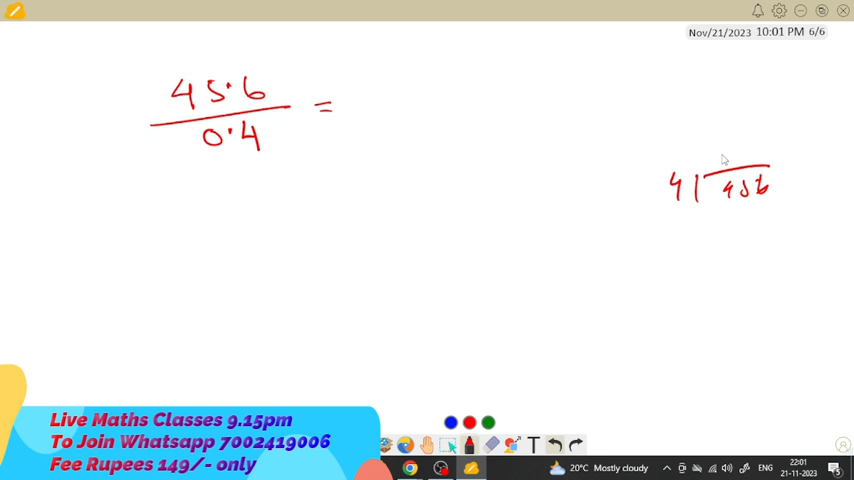 Nov/21/2023 10:01 PM 6/6
45.6
0.4
=
4 456
Live Maths Classes 9.15pm
To Join Whatsapp 7002419006
Fee Rupees 149/- only
T
20°C Mostly cloudy
ENG
22:01
21-11-2023
5